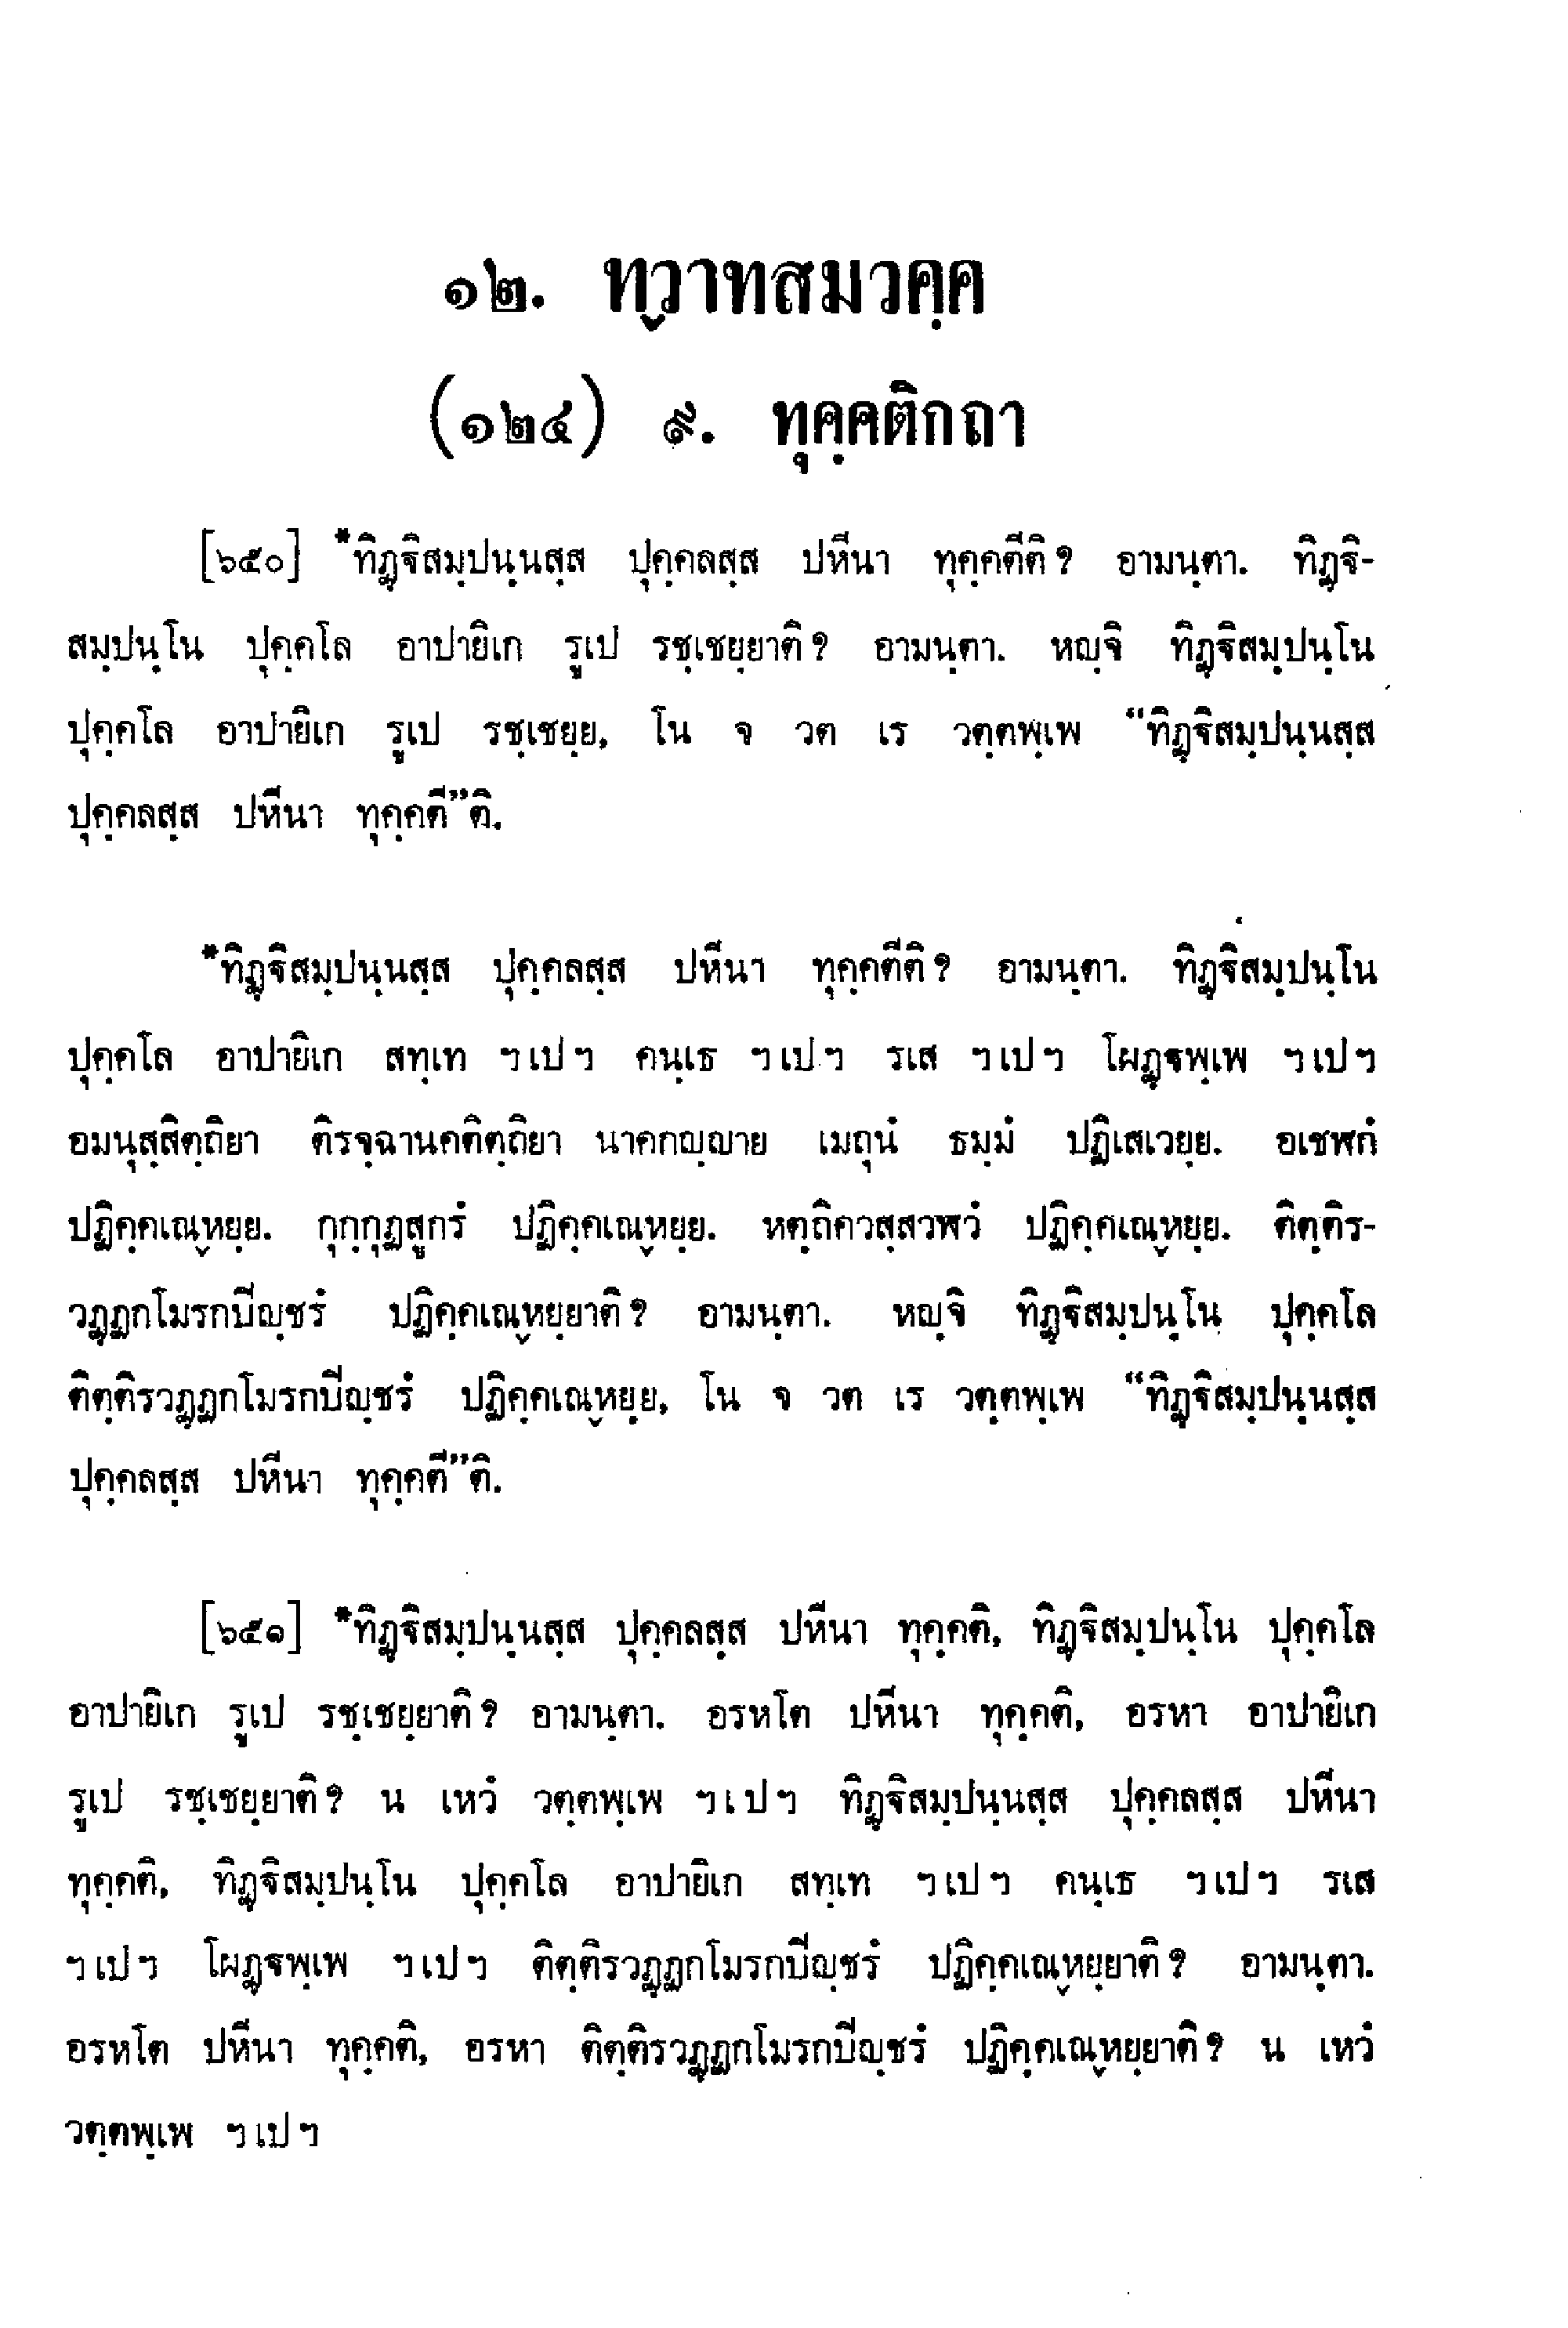 ๑๒. ทฺวาทสมวคฺค
(๑๒๔) ๙. ทุคฺคติกถา
[๖๕๐] *ทิฏฺฐิสมฺปนฺนสฺส ปุคฺคลสฺส ปหีนา ทุคฺคตีติ? อามนฺตา. ทิฏฺฐิ-
สมฺปนฺโน ปุคฺคโล อาปายิเก รูเป รชฺเชยฺยาติ? อามนฺตา. หญฺจิ ทิฏฺฐิสมฺปนฺโน
ปุคฺคโล อาปายิเก รูเป รชฺเชยฺย, โน จ วต เร วตฺตพฺเพ “ทิฏฺฐิสมฺปนฺนสฺส
ปุคฺคลสฺส ปหีนา ทุคฺคตี”ติ.
*ทิฏฺฐิสมฺปนฺนสฺส ปุคฺคลสฺส ปหีนา ทุคฺคตีติ? อามนฺตา. ทิฏฺฐิสมฺปนฺโน
ปุคฺคโล อาปายิเก สทฺเท ฯเปฯ คนฺเธ ฯเปฯ รเส ฯเปฯ โผฏฺฐพฺเพ ฯเปฯ
อมนุสฺสิตฺถิยา ติรจฺฉานคติตฺถิยา นาคกญฺญาย เมถุนํ ธมฺมํ ปฏิเสเวยฺย. อเชฬกํ
ปฏิคฺคเณฺหยฺย. กุกฺกุฏสูกรํ ปฏิคฺคเณฺหยฺย. หตฺถิควสฺสวฬวํ ปฏิคฺคเณฺหยฺย. ติตฺติร-
วฏฺฏกโมรกปีญฺชรํ ปฏิคฺคเณฺหยฺยาติ? อามนฺตา. หญฺจิ ทิฏฺฐิสมฺปนฺโน ปุคฺคโล
ติตฺติรวฏฺฏกโมรกปีญฺชรํ ปฏิคฺคเณฺหยฺย, โน จ วต เร วตฺตพฺเพ “ทิฏฺฐิสมฺปนฺนสฺส
ปุคฺคลสฺส ปหีนา ทุคฺคตี”ติ.
[๖๕๑] *ทิฏฺฐิสมฺปนฺนสฺส ปุคฺคลสฺส ปหีนา ทุคฺคติ, ทิฏฺฐิสมฺปนฺโน ปุคฺคโล
อาปายิเก รูเป รชฺเชยฺยาติ? อามนฺตา. อรหโต ปหีนา ทุคฺคติ, อรหา อาปายิเก
รูเป รชฺเชยฺยาติ? น เหวํ วตฺตพฺเพ ฯเปฯ ทิฏฺฐิสมฺปนฺนสฺส ปุคฺคลสฺส ปหีนา
ทุคฺคติ, ทิฏฺฐิสมฺปนฺโน ปุคฺคโล อาปายิเก สทฺเท ฯเปฯ คนฺเธ ฯเปฯ รเส
ฯเปฯ โผฏฺฐพฺเพ ฯเปฯ ติตฺติรวฏฺฏกโมรกปีญฺชรํ ปฏิคฺคเณฺหยฺยาติ? อามนฺตา.
อรหโต ปหีนา ทุคฺคติ, อรหา ติตฺติรวฏฺฏกโมรกปีญฺชรํ ปฏิคฺคเณฺหยฺยาติ? น เหวํ
วตฺตพฺเพ ฯเปฯ